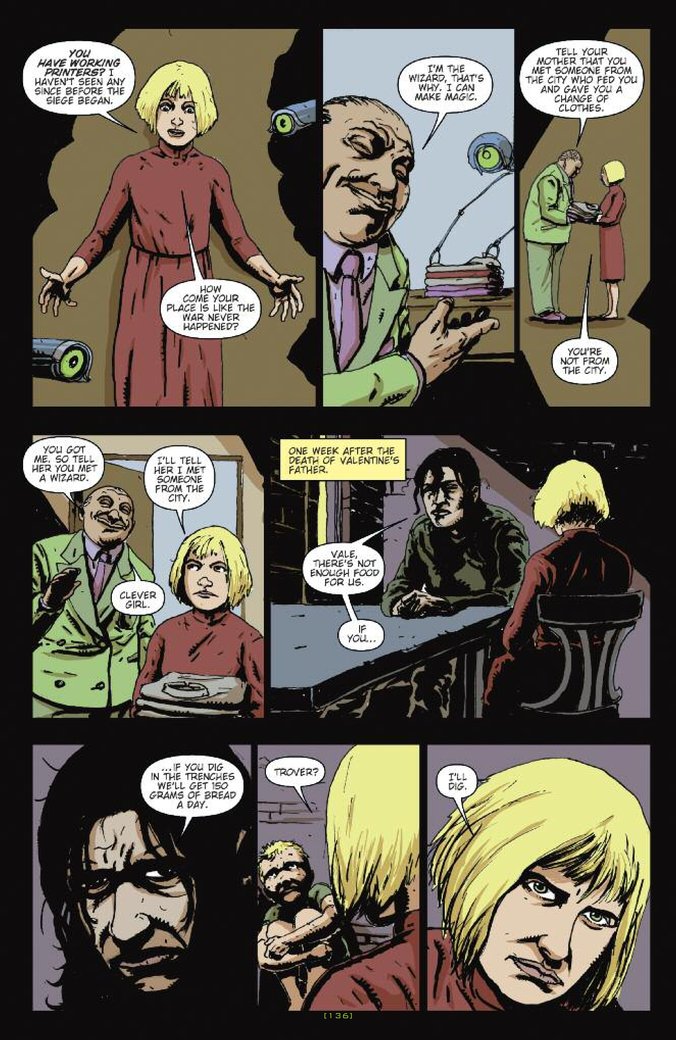 YOU
HAVE WORKING
PRINTERS? I
HAVEN'T SEEN ANY
SINCE BEFORE THE
SIEGE BEGAN.
HOW
COME YOUR
PLACE IS LIKE THE
WAR NEVER
HAPPENED?
I'M THE
WIZARD, THAT'S
WHY. I CAN
MAKE MAGIC.
TELL YOUR
MOTHER THAT YOU
MET SOMEONE FROM
THE CITY WHO FED YOU
AND GAVE YOU A
CHANGE OF
CLOTHES.
YOU'RE
NOT FROM
THE CITY.
YOU GOT
ME. SO TELL
HER YOU MET
A WIZARD.
I'LL TELL
HER I MET
SOMEONE
FROM THE
CITY.
CLEVER
GIRL.
ONE WEEK AFTER THE
DEATH OF VALENTINE'S
FATHER.
VALE,
THERE'S NOT
ENOUGH FOOD
FOR US.
IF
YOU...
...IF YOU DIG
IN THE TRENCHES
WE'LL GET 150
GRAMS OF BREAD
A DAY.
TROVER?
I'LL
DIG.
[136]